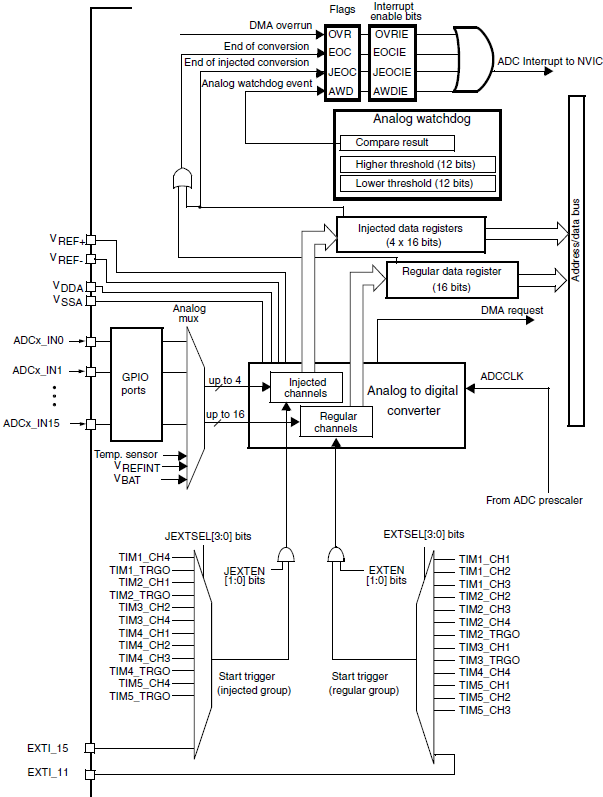 Flags
Interrupt
enable bits
DMA overrun
OVR
OVRIE
End of conversion
EOC
EOCIE
End of injected conversion
JEOC
JEOCIE
ADC Interrupt to NVIC
Analog watchdog event
AWD
AWDIE
Analog watchdog
Compare result
Higher threshold (12 bits)
Lower threshold (12 bits)
Address/data bus
Injected data registers
(4 x 16 bits)
Regular data register
(16 bits)
VREF+
VREF-
VDDA
VSSA
DMA request
Analog
mux
ADCx_IN0
ADCx_IN1
ADCx_IN15
GPIO
ports
up to 4
up to 16
Injected
channels
Regular
channels
Analog to digital
converter
ADCCLK
From ADC prescaler
Temp. sensor
VREFINT
VBAT
JEXTSEL[3:0] bits
EXTSEL[3:0] bits
TIM1_CH4
TIM1_TRGO
TIM2_CH1
TIM2_TRGO
TIM3_CH2
TIM3_CH4
TIM4_CH1
TIM4_CH2
TIM4_CH3
TIM4_TRGO
TIM5_CH4
TIM5_TRGO
JEXTEN
[1:0] bits
EXTEN
[1:0] bits
Start trigger
(injected group)
Start trigger
(regular group)
TIM1_CH1
TIM1_CH2
TIM1_CH3
TIM2_CH2
TIM2_CH3
TIM2_CH4
TIM2_TRGO
TIM3_CH1
TIM3_TRGO
TIM4_CH4
TIM5_CH1
TIM5_CH2
TIM5_CH3
EXTI_15
EXTI_11